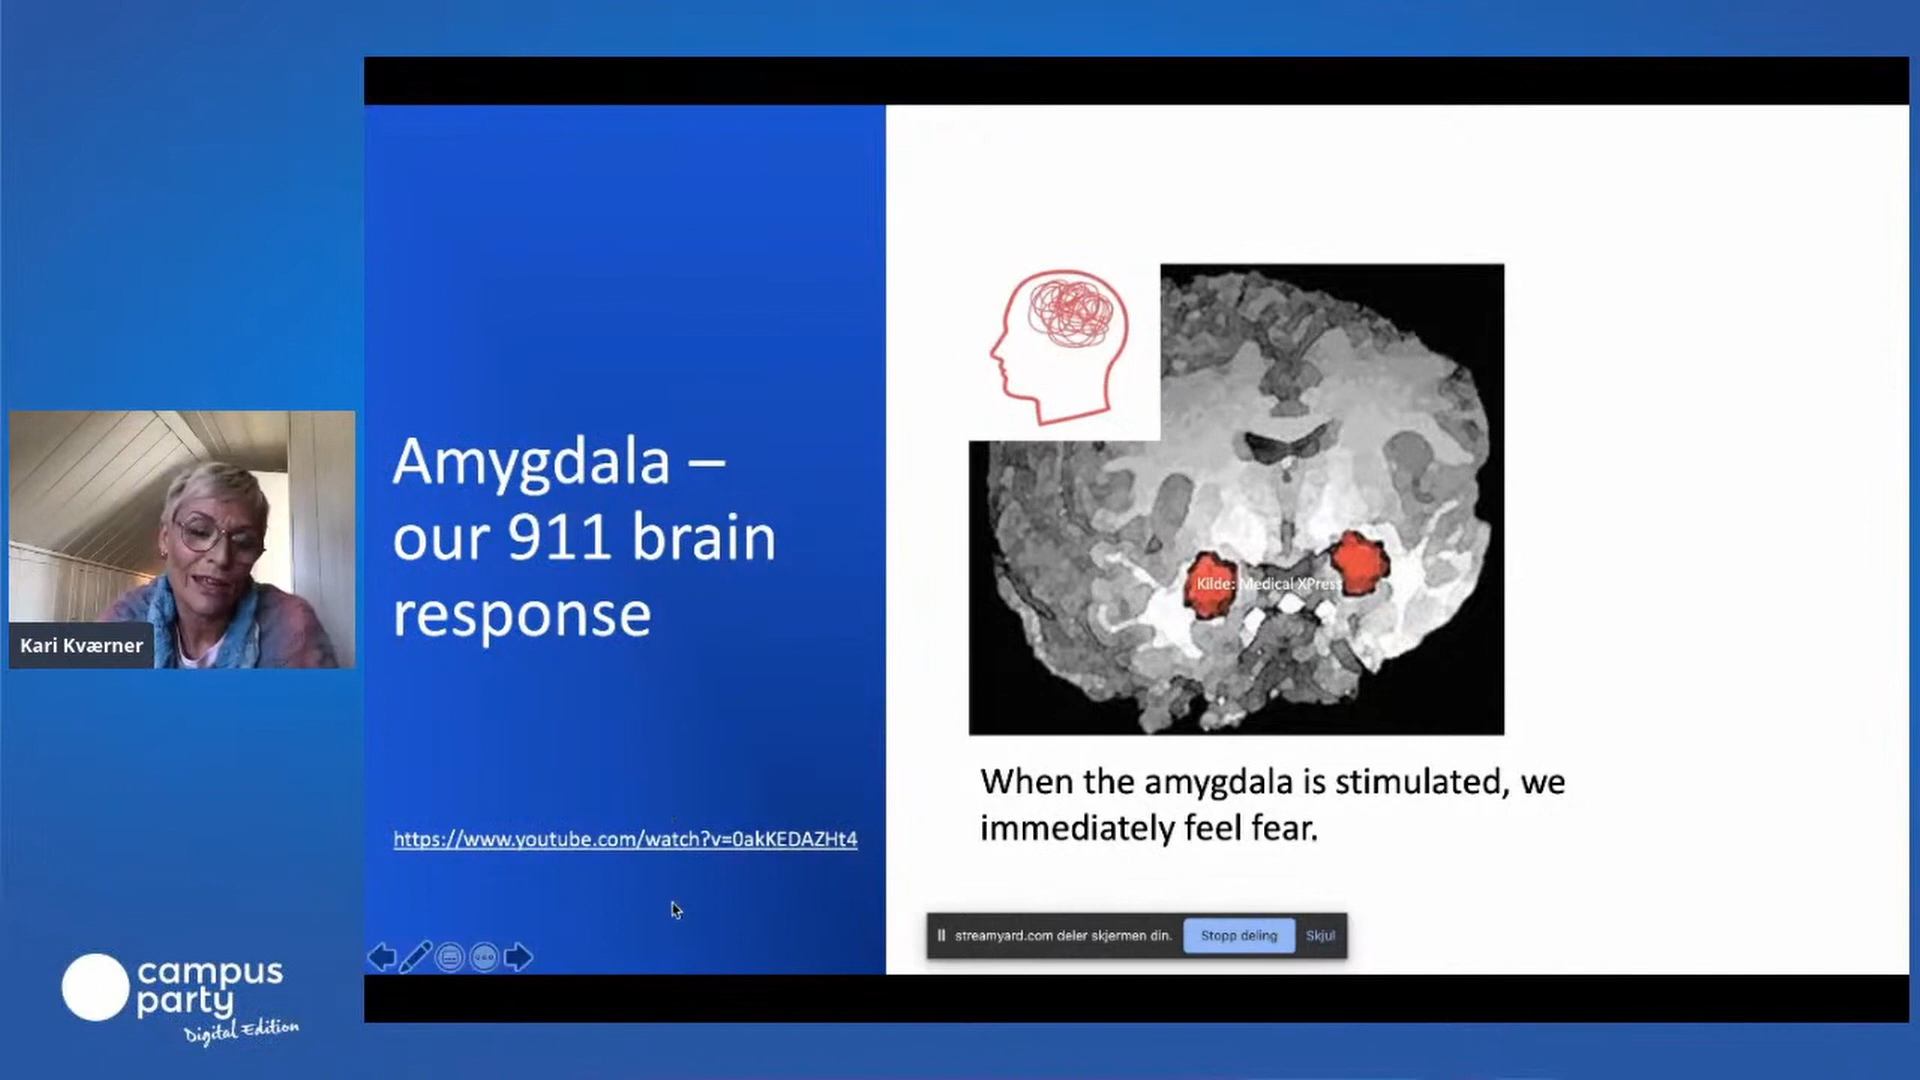 Amygdala –
our 911 brain
response
https://www.youtube.com/watch?v=0akKEDAZHt4
Kilde: Medical XPress
When the amygdala is stimulated, we
immediately feel fear.
streamyard.com deler skjermen din.
Stopp deling
Skjul
Kari Kværner
campus
party
Digital Edition